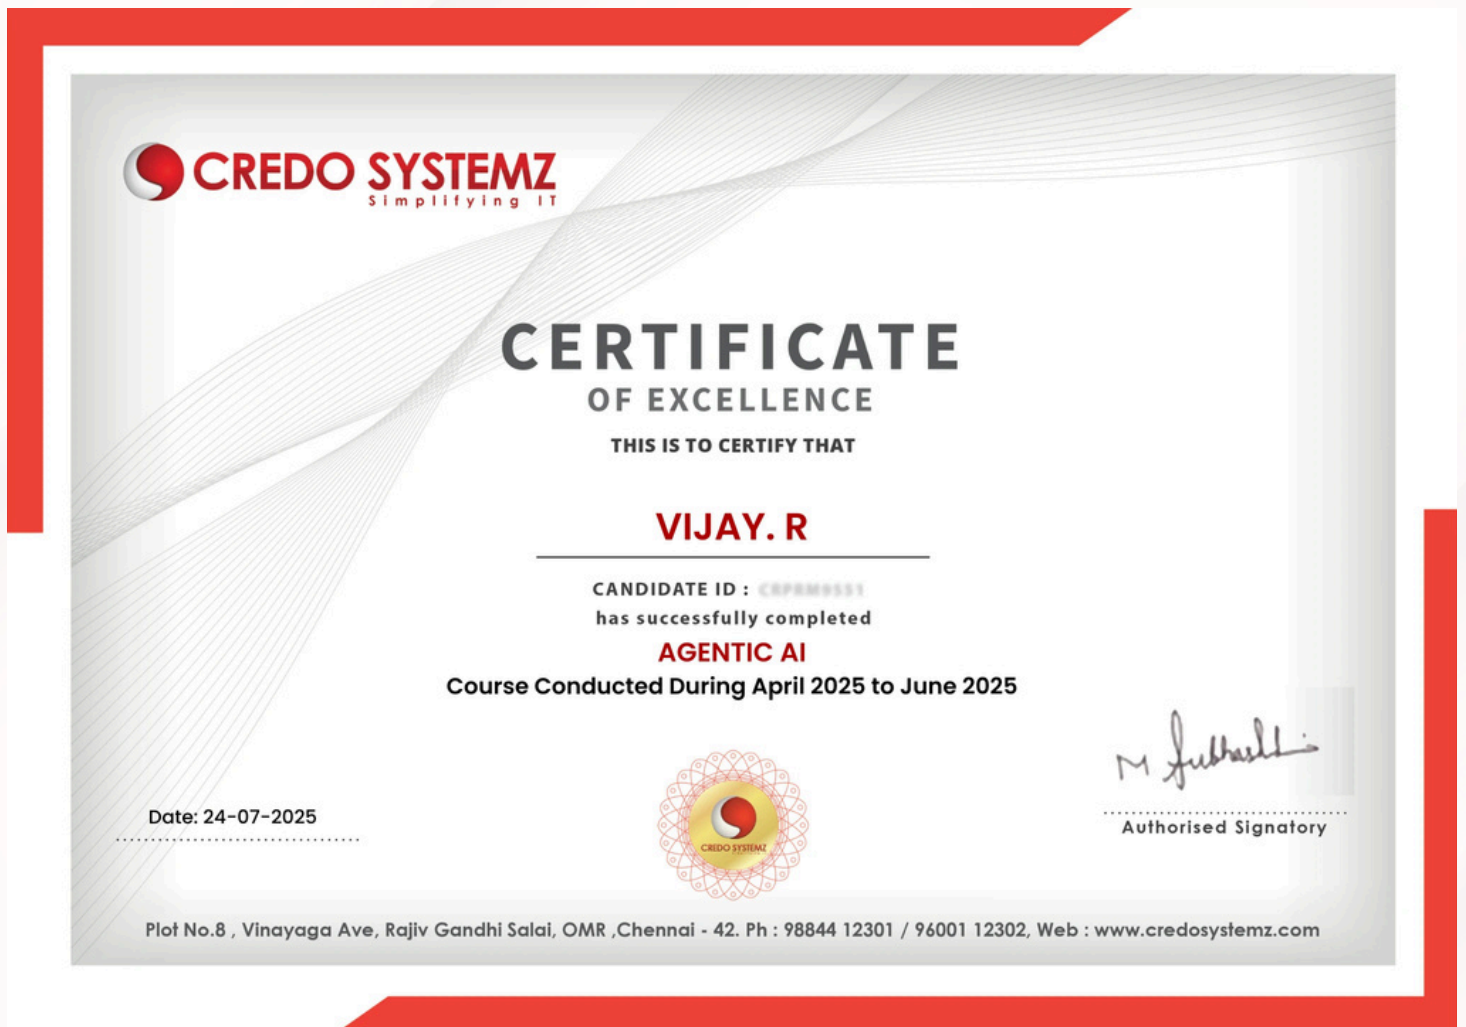 CREDO SYSTEMZ
Simplifying IT
CERTIFICATE
OF EXCELLENCE
THIS IS TO CERTIFY THAT
VIJAY. R
CANDIDATE ID :
has successfully completed
AGENTIC AI
Course Conducted During April 2025 to June 2025
Date: 24-07-2025
CREDO SYSTEMZ
Authorised Signatory
Plot No.8 , Vinayaga Ave, Rajiv Gandhi Salai, OMR ,Chennai - 42. Ph : 98844 12301 / 96001 12302, Web : www.credosystemz.com